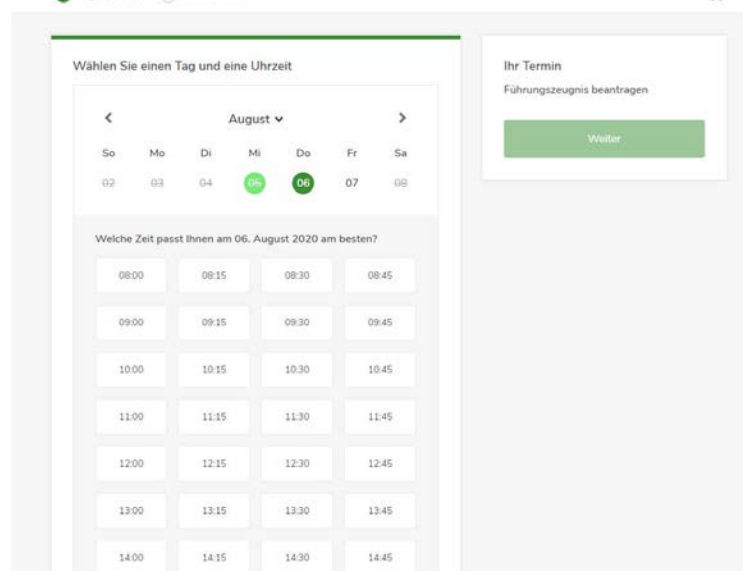 Wählen Sie einen Tag und eine Uhrzeit
August
So Mo Di Mi Do Fr Sa
02 03 04 05 06 07 08
Welche Zeit passt Ihnen am 06. August 2020 am besten?
08:00 08:15 08:30 08:45
09:00 09:15 09:30 09:45
10:00 10:15 10:30 10:45
11:00 11:15 11:30 11:45
12:00 12:15 12:30 12:45
13:00 13:15 13:30 13:45
14:00 14:15 14:30 14:45
Ihr Termin
Führungszeugnis beantragen
Weiter